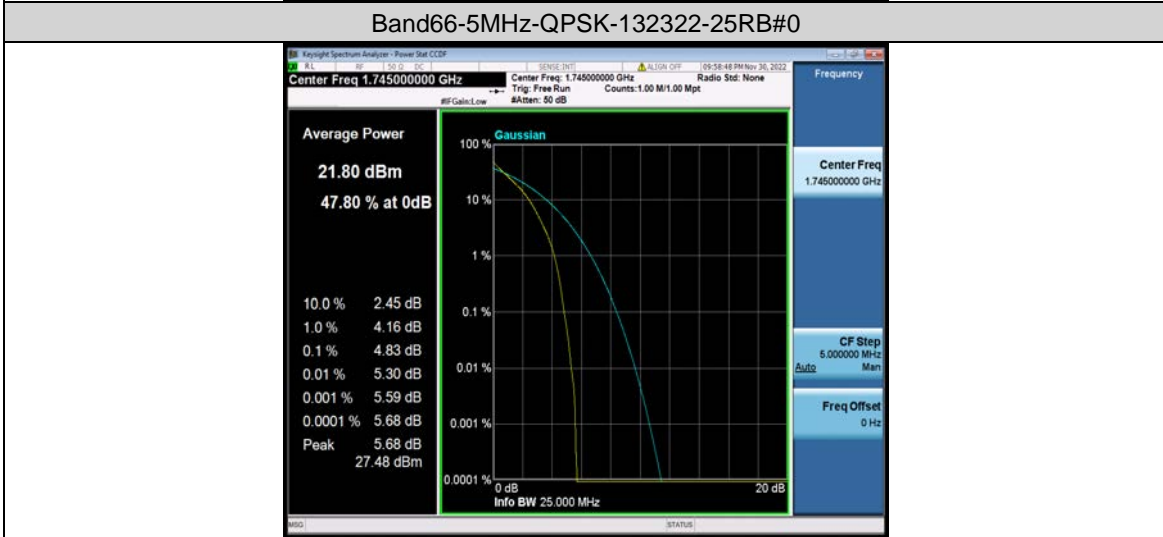 Band66-5MHz-QPSK-132322-25RB#0
Keysight Spectrum Analyzer - Power Stat CCDF
RL RF 50 Ω DC SENSE:INT ALIGN OFF 09:58:48 PM Nov 30, 2022
Center Freq 1.745000000 GHz
Center Freq: 1.745000000 GHz Radio Std: None
Trig: Free Run Counts:1.00 M/1.00 Mpt
#IFGain:Low #Atten: 50 dB
Frequency
Average Power
21.80 dBm
47.80 % at 0dB
10.0 % 2.45 dB
1.0 % 4.16 dB
0.1 % 4.83 dB
0.01 % 5.30 dB
0.001 % 5.59 dB
0.0001 % 5.68 dB
Peak 5.68 dB
27.48 dBm
Gaussian
100 %
10 %
1 %
0.1 %
0.01 %
0.001 %
0.0001 %
0 dB 20 dB
Info BW 25.000 MHz
Center Freq
1.745000000 GHz
CF Step
5.000000 MHz
Auto Man
Freq Offset
0 Hz
MSG STATUS